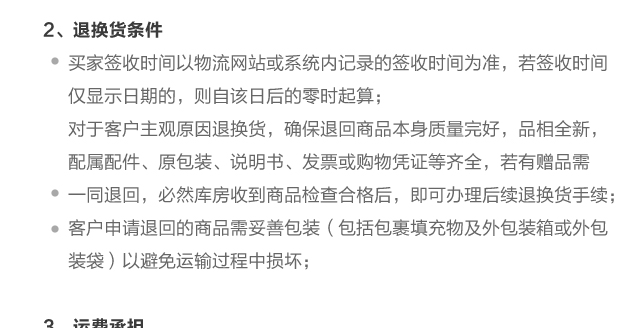 2、退换货条件
买家签收时间以物流网站或系统内记录的签收时间为准，若签收时间
仅显示日期的，则自该日后的零时起算；
对于客户主观原因退换货，确保退回商品本身质量完好，品相全新，
配属配件、原包装、说明书、发票或购物凭证等齐全，若有赠品需
一同退回，必然库房收到商品检查合格后，即可办理后续退换货手续；
客户申请退回的商品需妥善包装（包括包裹填充物及外包装箱或外包
装袋）以避免运输过程中损坏；
3、运费承担